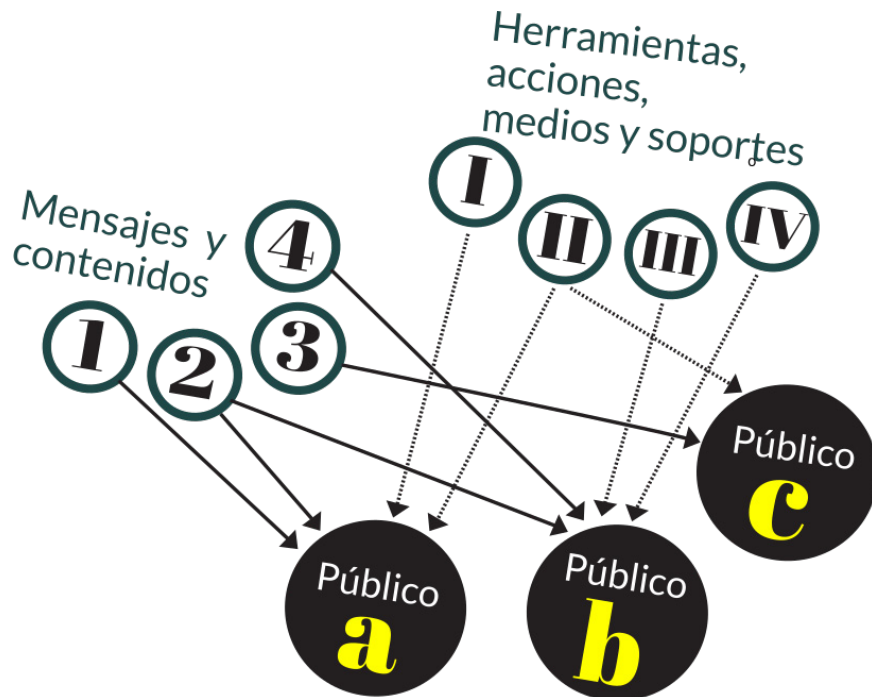 Herramientas,
acciones,
medios y soportes
o
I
II
III
IV
Mensajes y
contenidos
4
1
2
3
Público
c
Público
a
Público
b